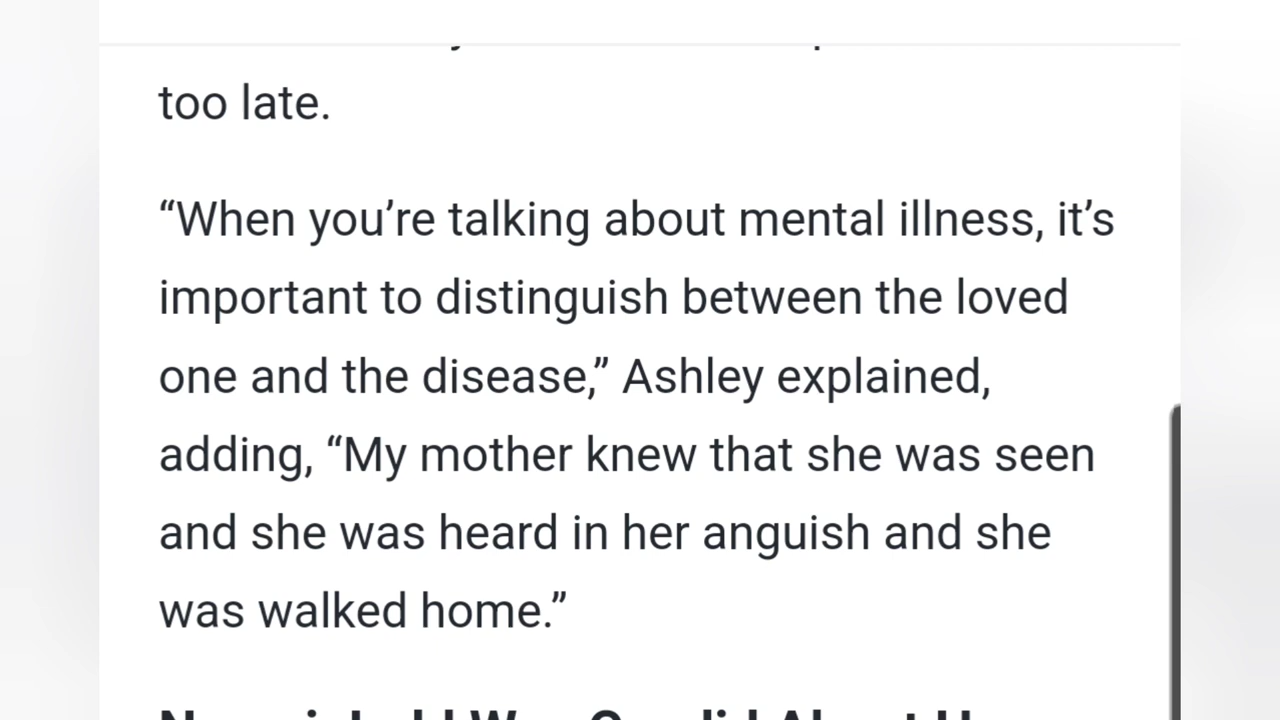 too late.
“When you’re talking about mental illness, it’s
important to distinguish between the loved
one and the disease,” Ashley explained,
adding, “My mother knew that she was seen
and she was heard in her anguish and she
was walked home.”